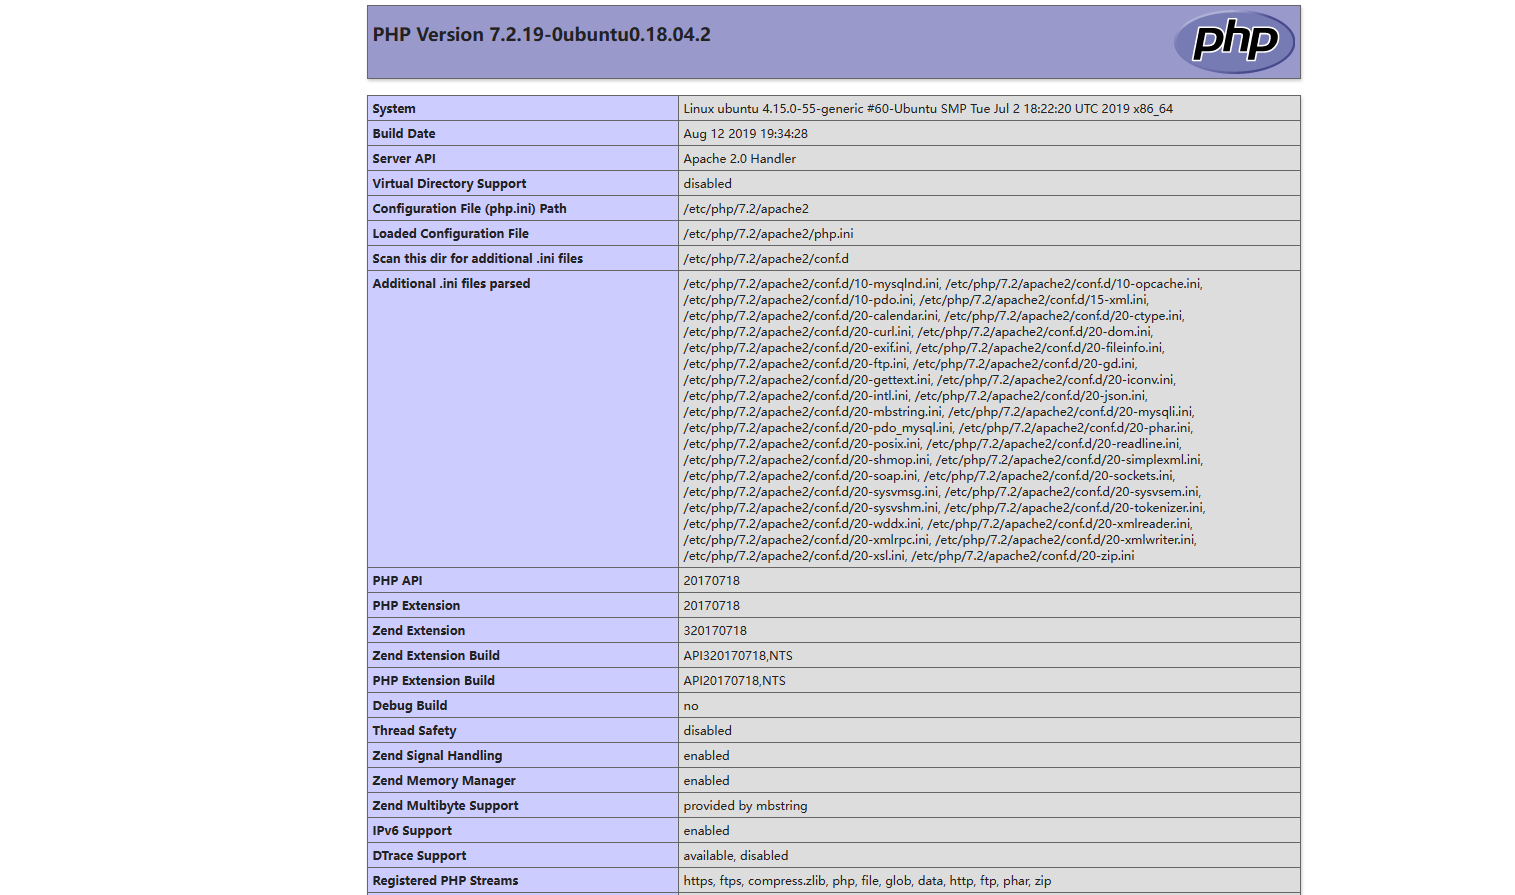 PHP Version 7.2.19-0ubuntu0.18.04.2
php
System Linux ubuntu 4.15.0-55-generic #60-Ubuntu SMP Tue Jul 2 18:22:20 UTC 2019 x86_64
Build Date Aug 12 2019 19:34:28
Server API Apache 2.0 Handler
Virtual Directory Support disabled
Configuration File (php.ini) Path /etc/php/7.2/apache2
Loaded Configuration File /etc/php/7.2/apache2/php.ini
Scan this dir for additional .ini files /etc/php/7.2/apache2/conf.d
Additional .ini files parsed /etc/php/7.2/apache2/conf.d/10-mysqlnd.ini, /etc/php/7.2/apache2/conf.d/10-opcache.ini,
/etc/php/7.2/apache2/conf.d/10-pdo.ini, /etc/php/7.2/apache2/conf.d/15-xml.ini,
/etc/php/7.2/apache2/conf.d/20-calendar.ini, /etc/php/7.2/apache2/conf.d/20-ctype.ini,
/etc/php/7.2/apache2/conf.d/20-curl.ini, /etc/php/7.2/apache2/conf.d/20-dom.ini,
/etc/php/7.2/apache2/conf.d/20-exif.ini, /etc/php/7.2/apache2/conf.d/20-fileinfo.ini,
/etc/php/7.2/apache2/conf.d/20-ftp.ini, /etc/php/7.2/apache2/conf.d/20-gd.ini,
/etc/php/7.2/apache2/conf.d/20-gettext.ini, /etc/php/7.2/apache2/conf.d/20-iconv.ini,
/etc/php/7.2/apache2/conf.d/20-intl.ini, /etc/php/7.2/apache2/conf.d/20-json.ini,
/etc/php/7.2/apache2/conf.d/20-mbstring.ini, /etc/php/7.2/apache2/conf.d/20-mysqli.ini,
/etc/php/7.2/apache2/conf.d/20-pdo_mysql.ini, /etc/php/7.2/apache2/conf.d/20-phar.ini,
/etc/php/7.2/apache2/conf.d/20-posix.ini, /etc/php/7.2/apache2/conf.d/20-readline.ini,
/etc/php/7.2/apache2/conf.d/20-shmop.ini, /etc/php/7.2/apache2/conf.d/20-simplexml.ini,
/etc/php/7.2/apache2/conf.d/20-soap.ini, /etc/php/7.2/apache2/conf.d/20-sockets.ini,
/etc/php/7.2/apache2/conf.d/20-sysvmsg.ini, /etc/php/7.2/apache2/conf.d/20-sysvsem.ini,
/etc/php/7.2/apache2/conf.d/20-sysvshm.ini, /etc/php/7.2/apache2/conf.d/20-tokenizer.ini,
/etc/php/7.2/apache2/conf.d/20-wddx.ini, /etc/php/7.2/apache2/conf.d/20-xmlreader.ini,
/etc/php/7.2/apache2/conf.d/20-xmlrpc.ini, /etc/php/7.2/apache2/conf.d/20-xmlwriter.ini,
/etc/php/7.2/apache2/conf.d/20-xsl.ini, /etc/php/7.2/apache2/conf.d/20-zip.ini
PHP API 20170718
PHP Extension 20170718
Zend Extension 320170718
Zend Extension Build API320170718,NTS
PHP Extension Build API20170718,NTS
Debug Build no
Thread Safety disabled
Zend Signal Handling enabled
Zend Memory Manager enabled
Zend Multibyte Support provided by mbstring
IPv6 Support enabled
DTrace Support available, disabled
Registered PHP Streams https, ftps, compress.zlib, php, file, glob, data, http, ftp, phar, zip